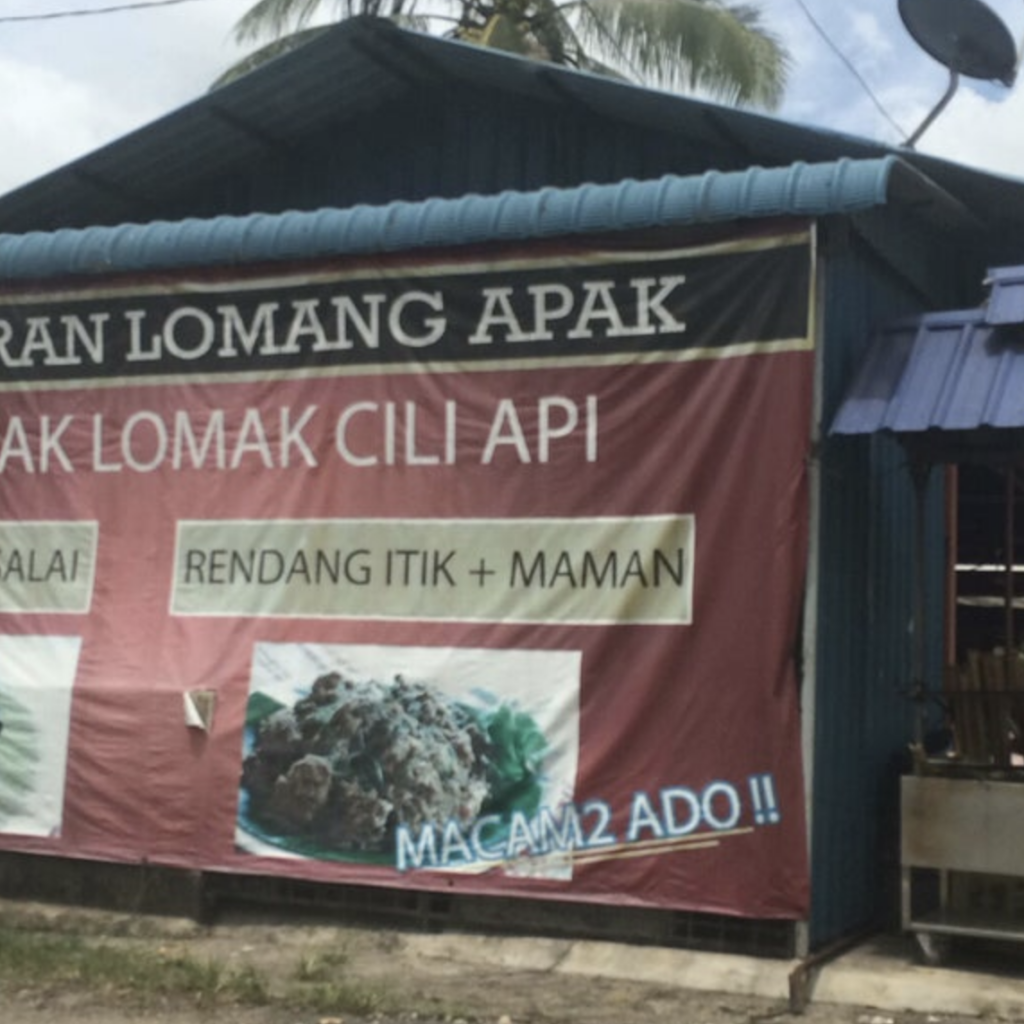 RAN LOMANG APAK
AK LOMAK CILI API
SALAI
RENDANG ITIK + MAMAN
MACAM2 ADO !!